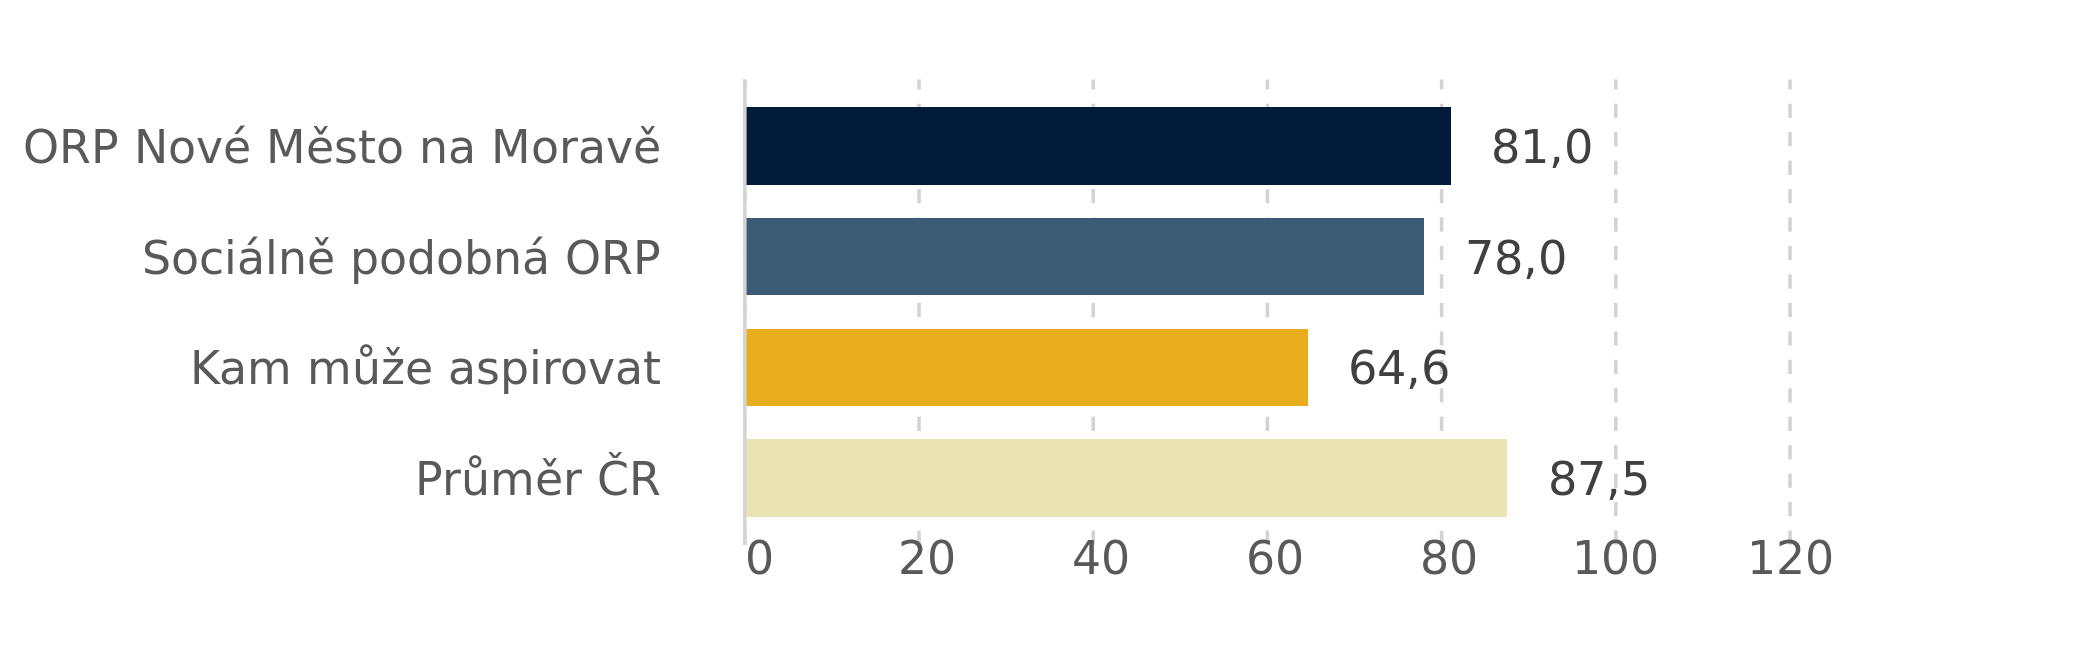 ORP Nové Město na Moravě 81,0
Sociálně podobná ORP 78,0
Kam může aspirovat 64,6
Průměr ČR 87,5
0 20 40 60 80 100 120